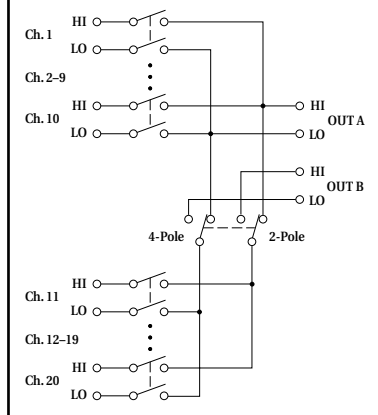 HI
Ch. 1
LO
Ch. 2–9
HI
HI
OUT A
Ch. 10
LO
LO
HI
OUT B
LO
4-Pole
2-Pole
HI
Ch. 11
LO
Ch. 12–19
HI
Ch. 20
LO